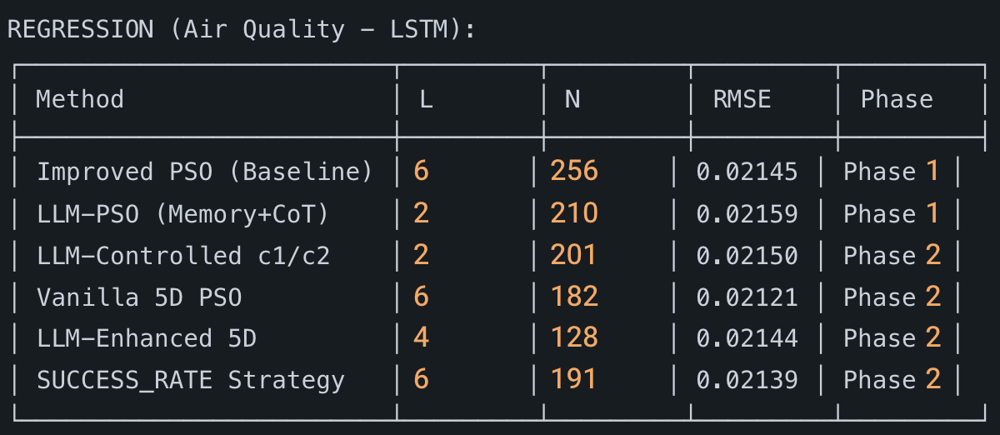 REGRESSION (Air Quality - LSTM):
Method L N RMSE Phase
Improved PSO (Baseline) 6 256 0.02145 Phase 1
LLM-PSO (Memory+CoT) 2 210 0.02159 Phase 1
LLM-Controlled c1/c2 2 201 0.02150 Phase 2
Vanilla 5D PSO 6 182 0.02121 Phase 2
LLM-Enhanced 5D 4 128 0.02144 Phase 2
SUCCESS_RATE Strategy 6 191 0.02139 Phase 2